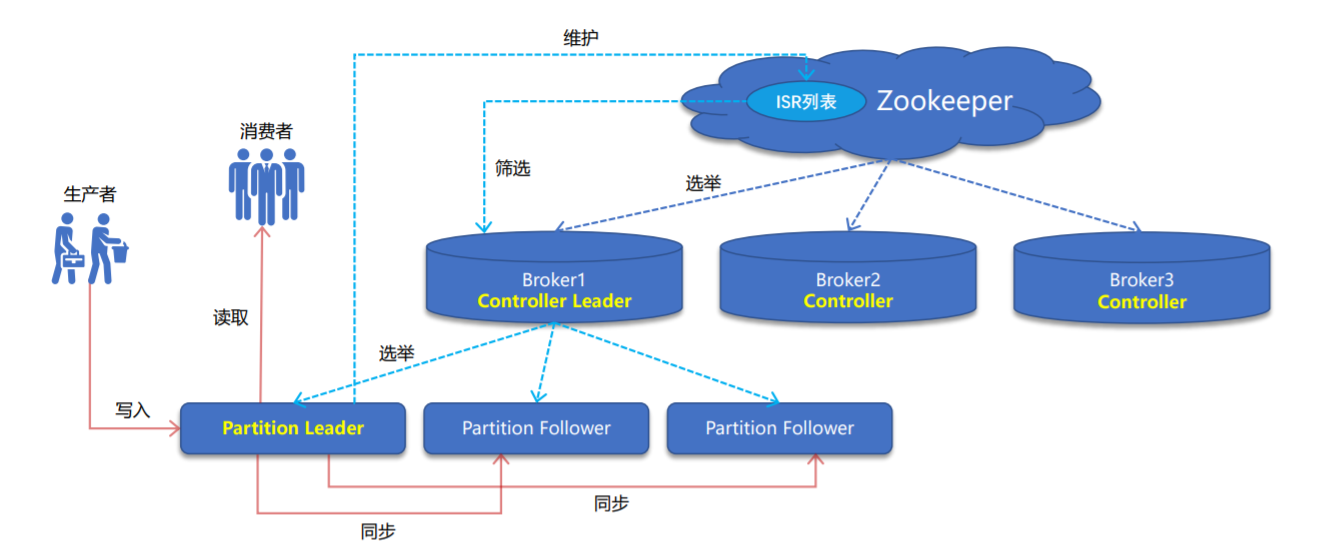 维护
ISR列表
Zookeeper
消费者
筛选
选举
生产者
Broker1
Controller Leader
Broker2
Controller
Broker3
Controller
读取
选举
写入
Partition Leader
Partition Follower
Partition Follower
同步
同步